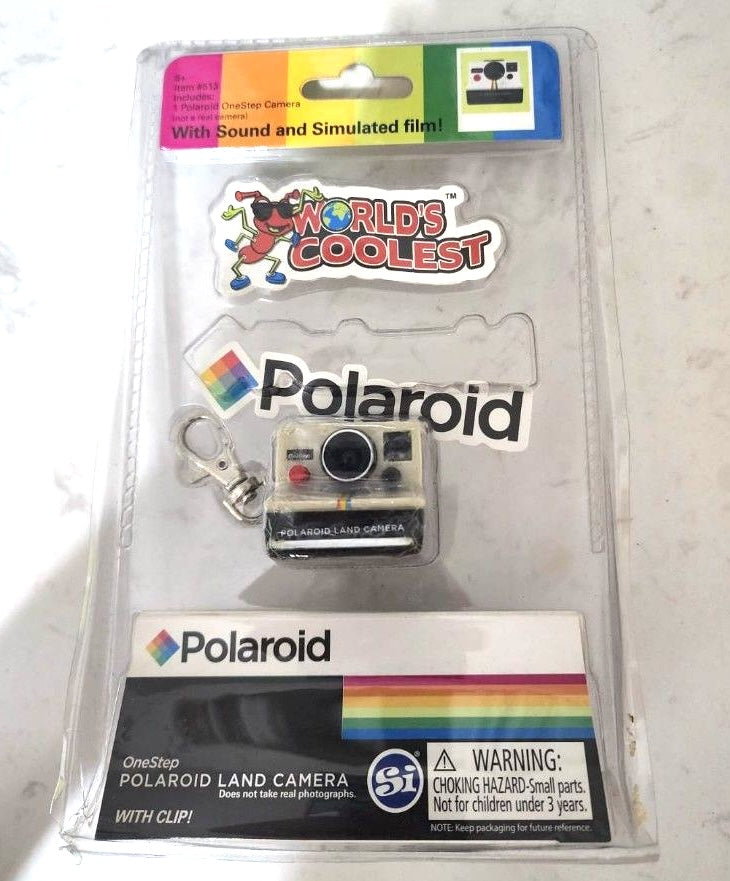 8+
Item #513
Includes:
1 Polaroid OneStep Camera
(not a real camera)
With Sound and Simulated film!
WORLD'S™
COOLEST
Polaroid
OneStep
POLAROID LAND CAMERA
Polaroid
OneStep
POLAROID LAND CAMERA
Does not take real photographs.
WITH CLIP!
Si®
⚠ WARNING:
CHOKING HAZARD-Small parts.
Not for children under 3 years.
NOTE: Keep packaging for future reference.